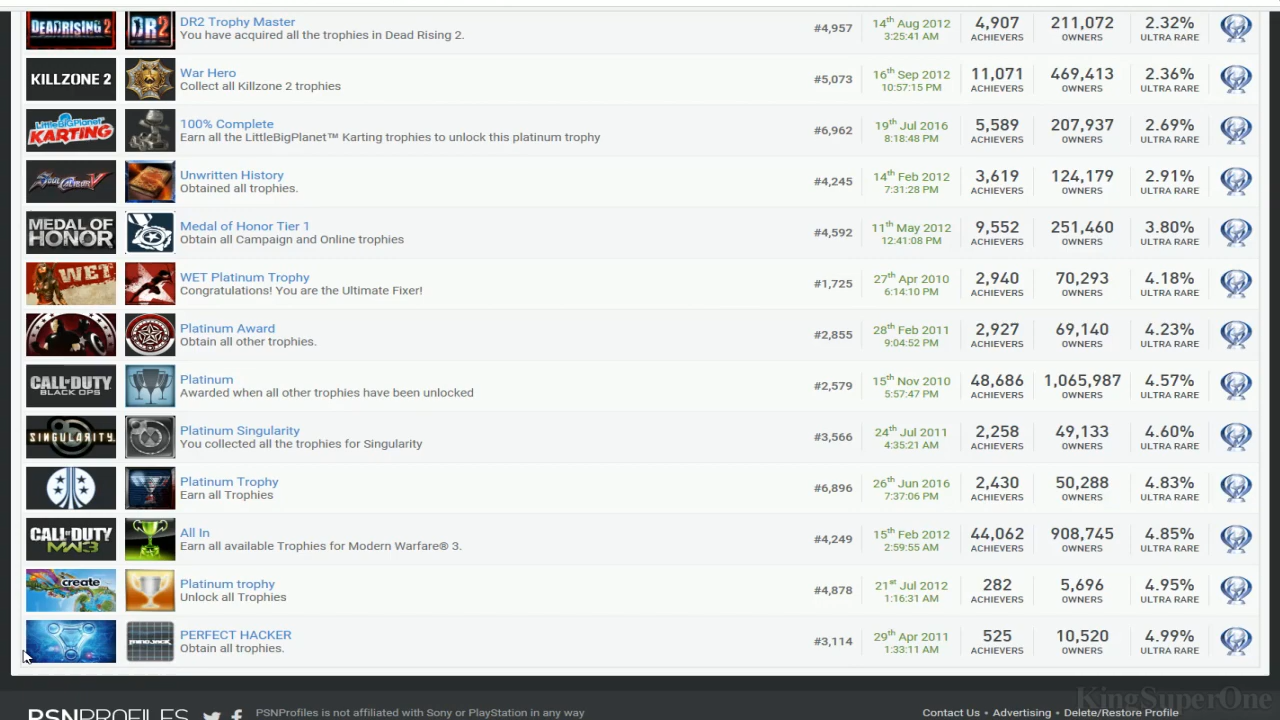 DEADRISING 2 DR2 DR2 Trophy Master #4,957 14th Aug 2012 4,907 211,072 2.32%
You have acquired all the trophies in Dead Rising 2. 3:25:41 AM ACHIEVERS OWNERS ULTRA RARE
KILLZONE 2 War Hero #5,073 16th Sep 2012 11,071 469,413 2.36%
Collect all Killzone 2 trophies 10:57:15 PM ACHIEVERS OWNERS ULTRA RARE
LittleBigPlanet KARTING 100% Complete #6,962 19th Jul 2016 5,589 207,937 2.69%
Earn all the LittleBigPlanet™ Karting trophies to unlock this platinum trophy 8:18:48 PM ACHIEVERS OWNERS ULTRA RARE
SOULCALIBUR V Unwritten History #4,245 14th Feb 2012 3,619 124,179 2.91%
Obtained all trophies. 7:31:28 PM ACHIEVERS OWNERS ULTRA RARE
MEDAL OF HONOR Medal of Honor Tier 1 #4,592 11th May 2012 9,552 251,460 3.80%
Obtain all Campaign and Online trophies 12:41:08 PM ACHIEVERS OWNERS ULTRA RARE
WET WET Platinum Trophy #1,725 27th Apr 2010 2,940 70,293 4.18%
Congratulations! You are the Ultimate Fixer! 6:14:10 PM ACHIEVERS OWNERS ULTRA RARE
Platinum Award #2,855 28th Feb 2011 2,927 69,140 4.23%
Obtain all other trophies. 9:04:52 PM ACHIEVERS OWNERS ULTRA RARE
CALL OF DUTY BLACK OPS Platinum #2,579 15th Nov 2010 48,686 1,065,987 4.57%
Awarded when all other trophies have been unlocked 5:57:47 PM ACHIEVERS OWNERS ULTRA RARE
SINGULARITY Platinum Singularity #3,566 24th Jul 2011 2,258 49,133 4.60%
You collected all the trophies for Singularity 4:35:21 AM ACHIEVERS OWNERS ULTRA RARE
Platinum Trophy #6,896 26th Jun 2016 2,430 50,288 4.83%
Earn all Trophies 7:37:06 PM ACHIEVERS OWNERS ULTRA RARE
CALL OF DUTY MW3 All In #4,249 15th Feb 2012 44,062 908,745 4.85%
Earn all available Trophies for Modern Warfare® 3. 2:59:55 AM ACHIEVERS OWNERS ULTRA RARE
create Platinum trophy #4,878 21st Jul 2012 282 5,696 4.95%
Unlock all Trophies 1:16:31 AM ACHIEVERS OWNERS ULTRA RARE
MINDJACK PERFECT HACKER #3,114 29th Apr 2011 525 10,520 4.99%
Obtain all trophies. 1:33:11 AM ACHIEVERS OWNERS ULTRA RARE
KingSuperOne
PSNPROFILES PSNProfiles is not affiliated with Sony or PlayStation in any way Contact Us • Advertising • Delete/Restore Profile